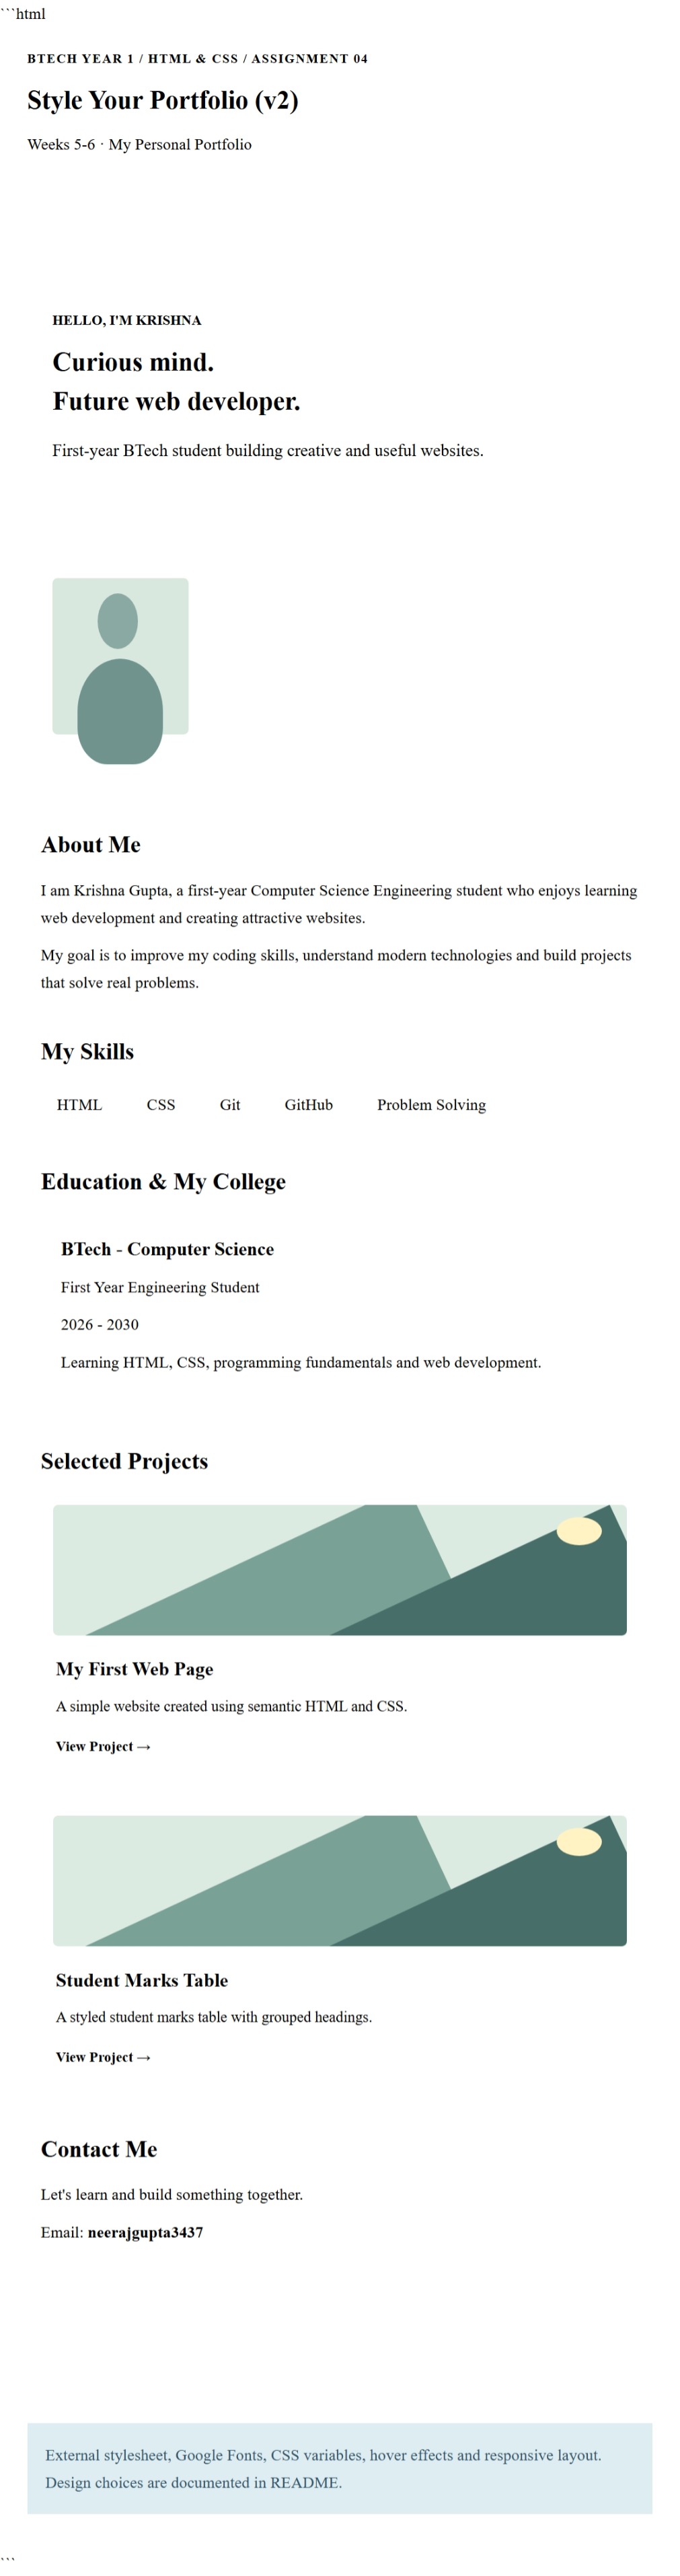 ```html
BTECH YEAR 1 / HTML & CSS / ASSIGNMENT 04
Style Your Portfolio (v2)
Weeks 5-6 · My Personal Portfolio
HELLO, I'M KRISHNA
Curious mind.
Future web developer.
First-year BTech student building creative and useful websites.
About Me
I am Krishna Gupta, a first-year Computer Science Engineering student who enjoys learning
web development and creating attractive websites.
My goal is to improve my coding skills, understand modern technologies and build projects
that solve real problems.
My Skills
HTML CSS Git GitHub Problem Solving
Education & My College
BTech - Computer Science
First Year Engineering Student
2026 - 2030
Learning HTML, CSS, programming fundamentals and web development.
Selected Projects
My First Web Page
A simple website created using semantic HTML and CSS.
View Project →
Student Marks Table
A styled student marks table with grouped headings.
View Project →
Contact Me
Let's learn and build something together.
Email: neerajgupta3437
External stylesheet, Google Fonts, CSS variables, hover effects and responsive layout.
Design choices are documented in README.
```